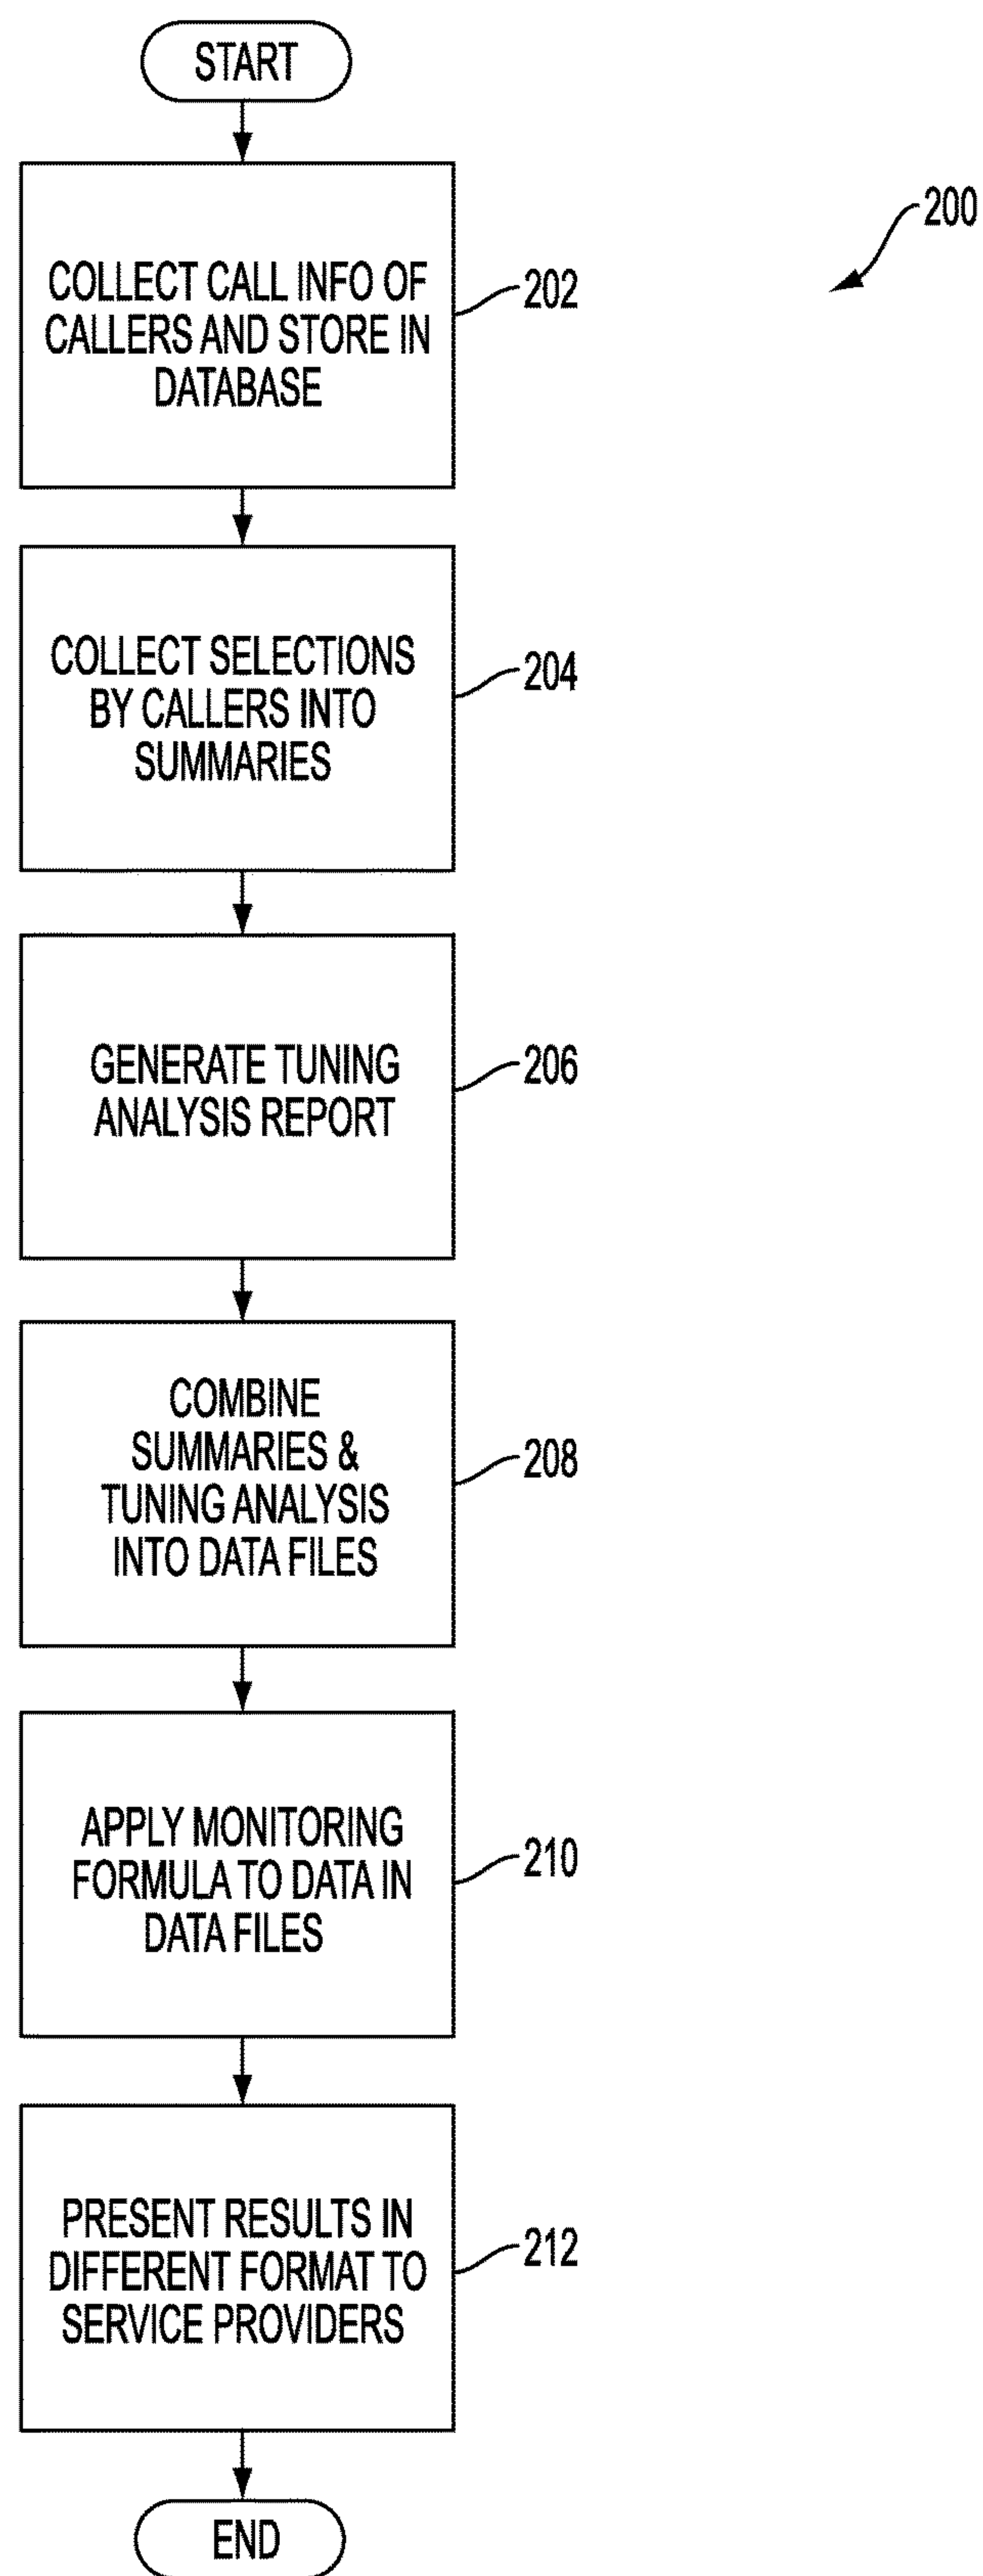 START
200
COLLECT CALL INFO OF
CALLERS AND STORE IN
DATABASE
202
COLLECT SELECTIONS
BY CALLERS INTO
SUMMARIES
204
GENERATE TUNING
ANALYSIS REPORT
206
COMBINE
SUMMARIES &
TUNING ANALYSIS
INTO DATA FILES
208
APPLY MONITORING
FORMULA TO DATA IN
DATA FILES
210
PRESENT RESULTS IN
DIFFERENT FORMAT TO
SERVICE PROVIDERS
212
END